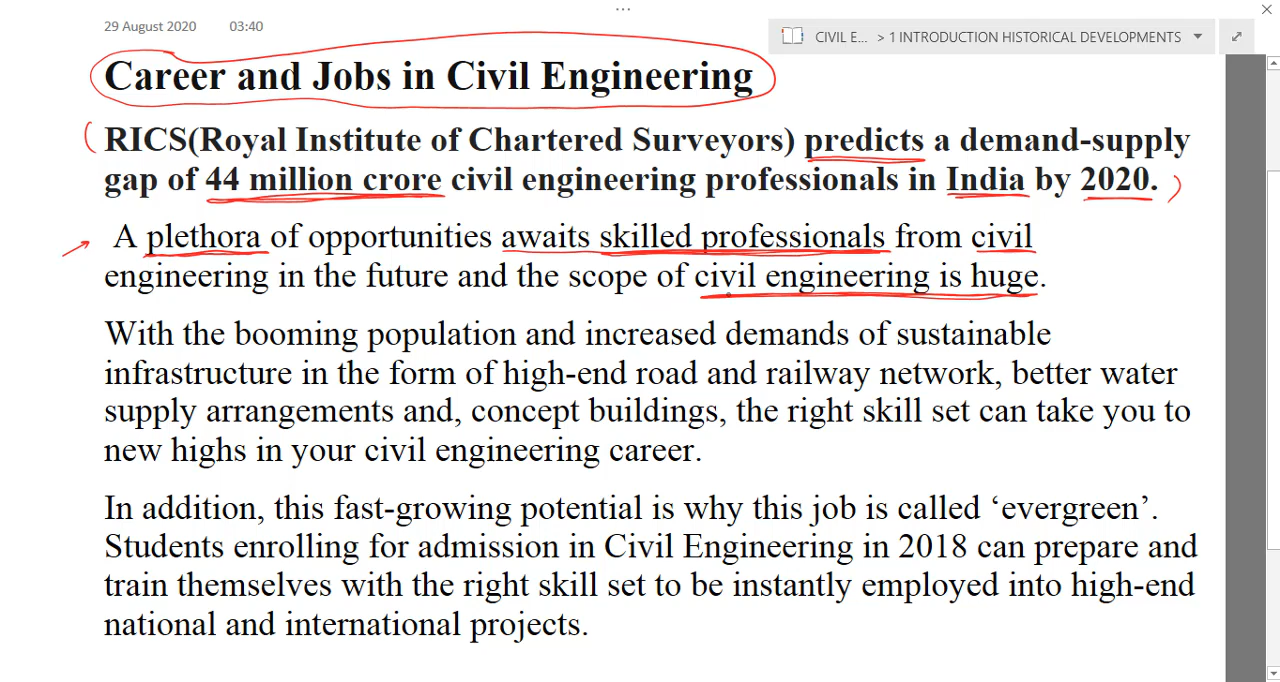 ...
29 August 2020 03:40
CIVIL E... > 1 INTRODUCTION HISTORICAL DEVELOPMENTS
Career and Jobs in Civil Engineering
RICS(Royal Institute of Chartered Surveyors) predicts a demand-supply
gap of 44 million crore civil engineering professionals in India by 2020.
A plethora of opportunities awaits skilled professionals from civil
engineering in the future and the scope of civil engineering is huge.
With the booming population and increased demands of sustainable
infrastructure in the form of high-end road and railway network, better water
supply arrangements and, concept buildings, the right skill set can take you to
new highs in your civil engineering career.
In addition, this fast-growing potential is why this job is called ‘evergreen’.
Students enrolling for admission in Civil Engineering in 2018 can prepare and
train themselves with the right skill set to be instantly employed into high-end
national and international projects.